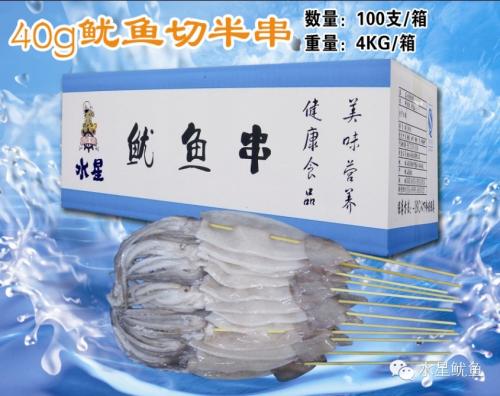 40g鱿鱼切半串
数量：100支/箱
重量：4KG/箱
水星
鱿鱼串
美味营养
健康食品
水星鱿鱼